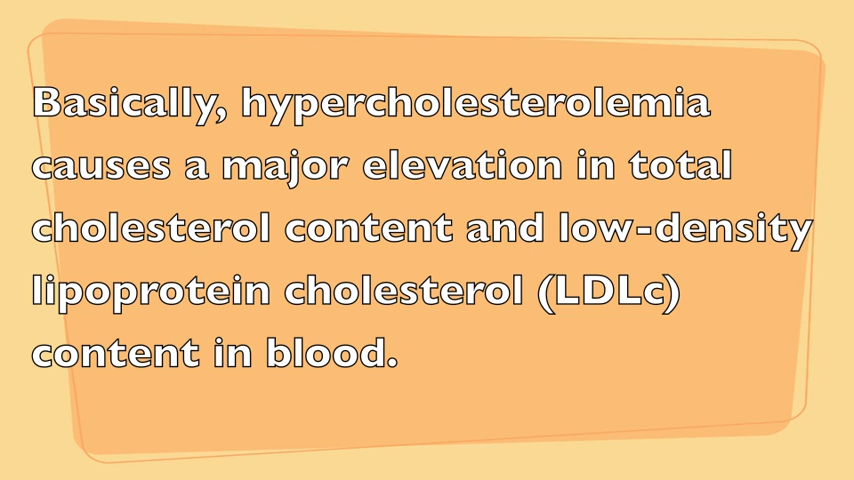 Basically, hypercholesterolemia
causes a major elevation in total
cholesterol content and low-density
lipoprotein cholesterol (LDLc)
content in blood.